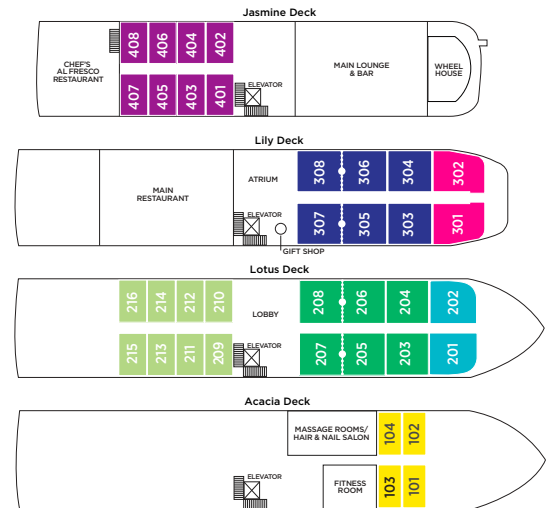 Jasmine Deck
408 406 404 402
CHEF'S
AL FRESCO
RESTAURANT
407 405 403 401
ELEVATOR
MAIN LOUNGE
& BAR
WHEEL
HOUSE
Lily Deck
MAIN
RESTAURANT
ATRIUM
308 306 304 302
ELEVATOR
307 305 303 301
GIFT SHOP
Lotus Deck
216 214 212 210
LOBBY
208 206 204 202
215 213 211 209
ELEVATOR
207 205 203 201
Acacia Deck
MASSAGE ROOMS/
HAIR & NAIL SALON
104 102
ELEVATOR
FITNESS
ROOM
103 101